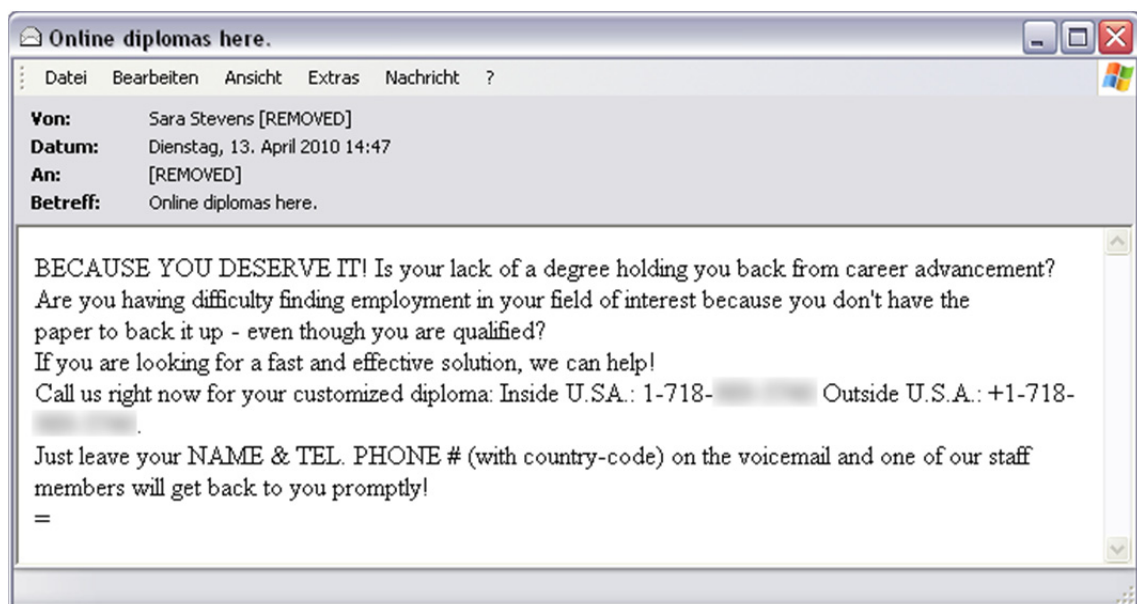 Online diplomas here.
Datei Bearbeiten Ansicht Extras Nachricht ?
Von: Sara Stevens [REMOVED]
Datum: Dienstag, 13. April 2010 14:47
An: [REMOVED]
Betreff: Online diplomas here.
BECAUSE YOU DESERVE IT! Is your lack of a degree holding you back from career advancement?
Are you having difficulty finding employment in your field of interest because you don't have the
paper to back it up - even though you are qualified?
If you are looking for a fast and effective solution, we can help!
Call us right now for your customized diploma: Inside U.SA.: 1-718- Outside U.S.A.: +1-718-
.
Just leave your NAME & TEL. PHONE # (with country-code) on the voicemail and one of our staff
members will get back to you promptly!
=